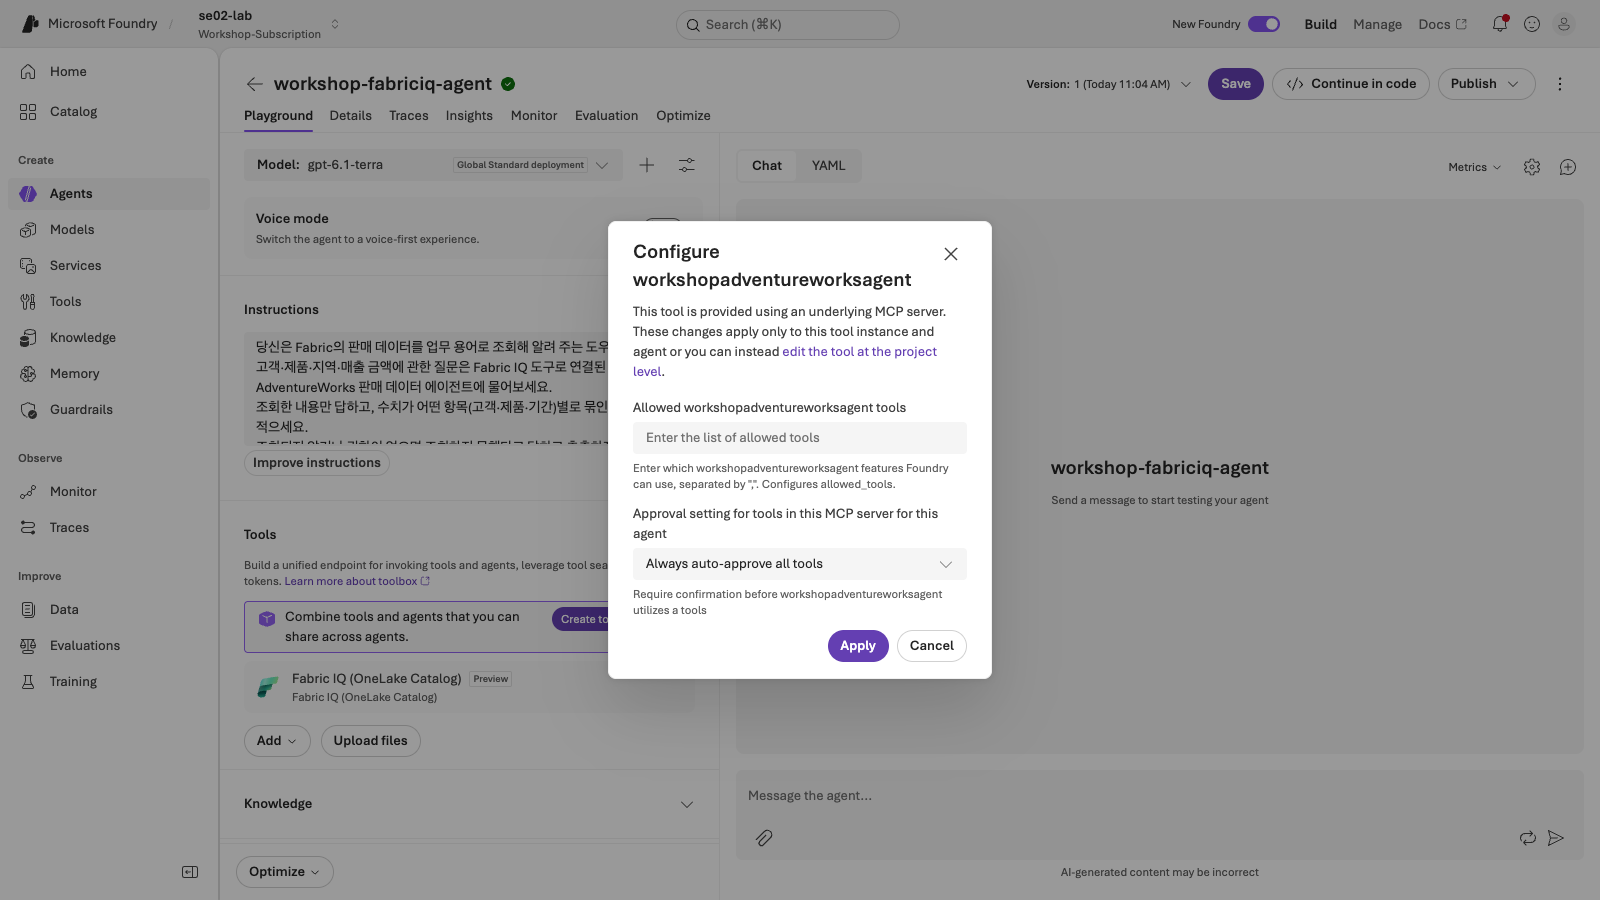 Microsoft Foundry
/
se02-lab
Workshop-Subscription
Search (⌘K)
New Foundry
Build
Manage
Docs
Home
Catalog
Create
Agents
Models
Services
Tools
Knowledge
Memory
Guardrails
Observe
Monitor
Traces
Improve
Data
Evaluations
Training
workshop-fabriciq-agent
Version: 1 (Today 11:04 AM)
Save
Continue in code
Publish
Playground
Details
Traces
Insights
Monitor
Evaluation
Optimize
Model: gpt-6.1-terra
Global Standard deployment
Voice mode
Switch the agent to a voice-first experience.
Instructions
당신은 Fabric의 판매 데이터를 업무 용어로 조회해 알려 주는 도우
고객·제품·지역·매출 금액에 관한 질문은 Fabric IQ 도구로 연결된
AdventureWorks 판매 데이터 에이전트에 물어보세요.
조회한 내용만 답하고, 수치가 어떤 항목(고객·제품·기간)별로 묶인
적으세요.
Improve instructions
Tools
Build a unified endpoint for invoking tools and agents, leverage tool sea
tokens. Learn more about toolbox
Combine tools and agents that you can
share across agents.
Create to
Fabric IQ (OneLake Catalog)
Preview
Fabric IQ (OneLake Catalog)
Add
Upload files
Knowledge
Optimize
Chat
YAML
Metrics
workshop-fabriciq-agent
Send a message to start testing your agent
Message the agent...
AI-generated content may be incorrect
Configure
workshopadventureworksagent
This tool is provided using an underlying MCP server.
These changes apply only to this tool instance and
agent or you can instead edit the tool at the project
level.
Allowed workshopadventureworksagent tools
Enter the list of allowed tools
Enter which workshopadventureworksagent features Foundry
can use, separated by ",". Configures allowed_tools.
Approval setting for tools in this MCP server for this
agent
Always auto-approve all tools
Require confirmation before workshopadventureworksagent
utilizes a tools
Apply
Cancel